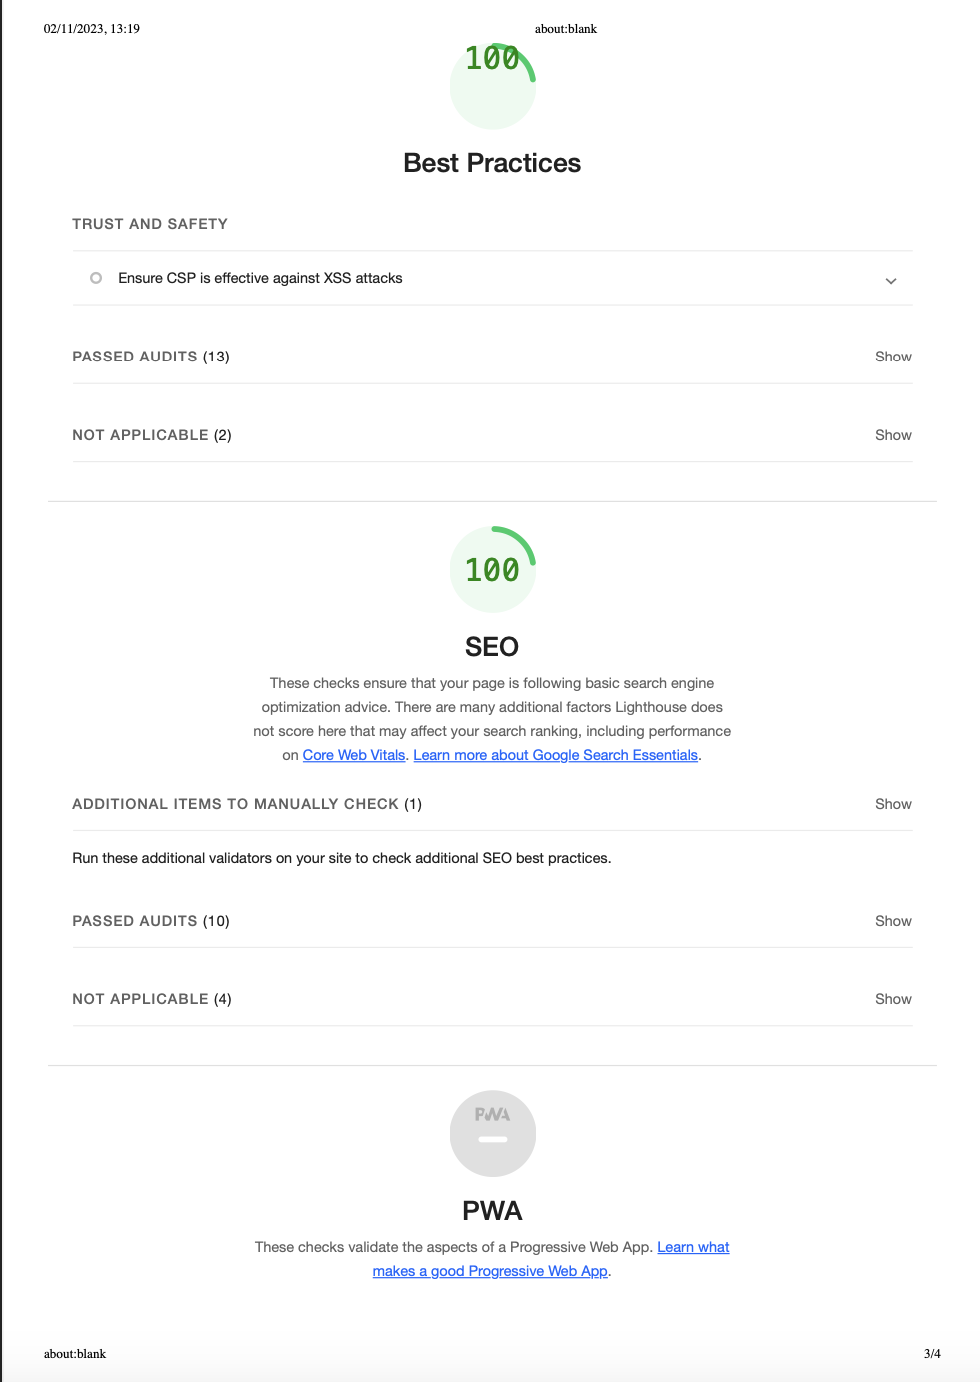 02/11/2023, 13:19
about:blank
100
Best Practices
TRUST AND SAFETY
Ensure CSP is effective against XSS attacks
PASSED AUDITS (13)
Show
NOT APPLICABLE (2)
Show
100
SEO
These checks ensure that your page is following basic search engine
optimization advice. There are many additional factors Lighthouse does
not score here that may affect your search ranking, including performance
on Core Web Vitals. Learn more about Google Search Essentials.
ADDITIONAL ITEMS TO MANUALLY CHECK (1)
Show
Run these additional validators on your site to check additional SEO best practices.
PASSED AUDITS (10)
Show
NOT APPLICABLE (4)
Show
PWA
PWA
These checks validate the aspects of a Progressive Web App. Learn what
makes a good Progressive Web App.
about:blank
3/4